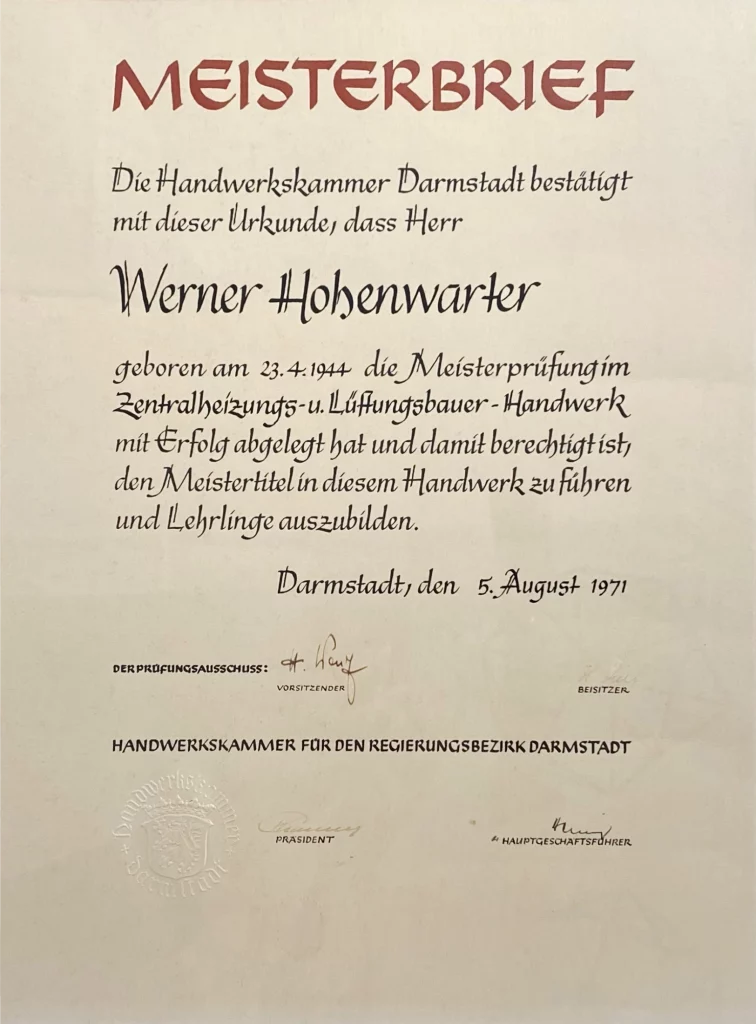 MEISTERBRIEF
Die Handwerkskammer Darmstadt bestätigt
mit dieser Urkunde, dass Herr
Werner Hohenwarter
geboren am 23.4.1944 die Meisterprüfung im
Zentralheizungs-u. Lüftungsbauer-Handwerk
mit Erfolg abgelegt hat und damit berechtigt ist,
den Meistertitel in diesem Handwerk zu führen
und Lehrlinge auszubilden.
Darmstadt, den 5. August 1971
DER PRÜFUNGSAUSSCHUSS:
VORSITZENDER
BEISITZER
HANDWERKSKAMMER FÜR DEN REGIERUNGSBEZIRK DARMSTADT
Handwerkskammer
Darmstadt
PRÄSIDENT
HAUPTGESCHÄFTSFÜHRER